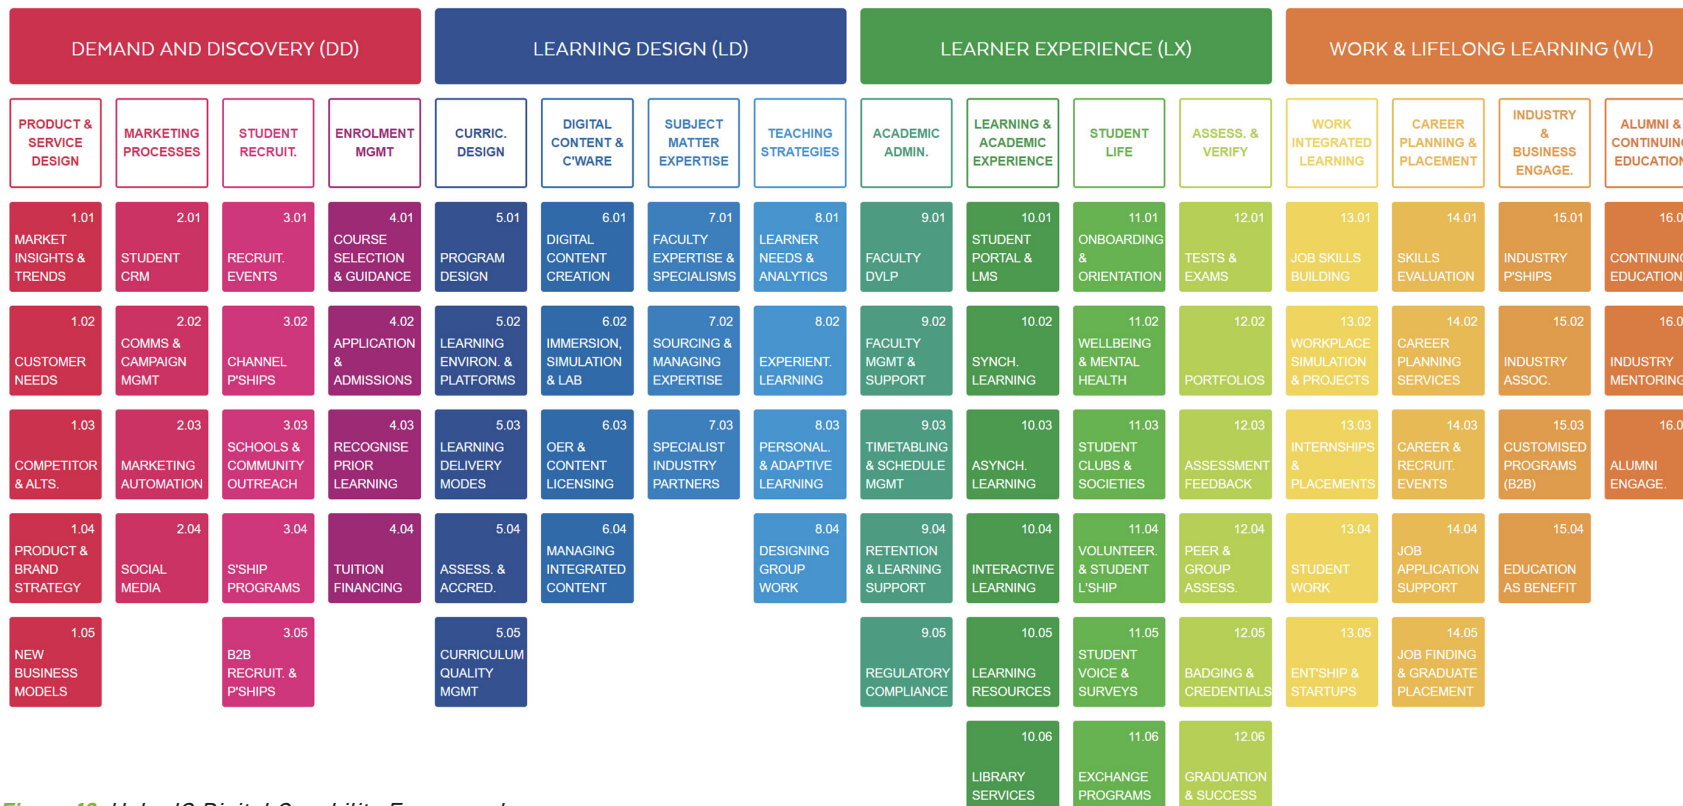 DEMAND AND DISCOVERY (DD)
LEARNING DESIGN (LD)
LEARNER EXPERIENCE (LX)
WORK & LIFELONG LEARNING (WL)
PRODUCT &
SERVICE
DESIGN
MARKETING
PROCESSES
STUDENT
RECRUIT.
ENROLMENT
MGMT
CURRIC.
DESIGN
DIGITAL
CONTENT &
C'WARE
SUBJECT
MATTER
EXPERTISE
TEACHING
STRATEGIES
ACADEMIC
ADMIN.
LEARNING &
ACADEMIC
EXPERIENCE
STUDENT
LIFE
ASSESS. &
VERIFY
WORK
INTEGRATED
LEARNING
CAREER
PLANNING &
PLACEMENT
INDUSTRY
&
BUSINESS
ENGAGE.
ALUMNI &
CONTINUING
EDUCATION
1.01
MARKET
INSIGHTS &
TRENDS
2.01
STUDENT
CRM
3.01
RECRUIT.
EVENTS
4.01
COURSE
SELECTION
& GUIDANCE
5.01
PROGRAM
DESIGN
6.01
DIGITAL
CONTENT
CREATION
7.01
FACULTY
EXPERTISE &
SPECIALISMS
8.01
LEARNER
NEEDS &
ANALYTICS
9.01
FACULTY
DVLP
10.01
STUDENT
PORTAL &
LMS
11.01
ONBOARDING
&
ORIENTATION
12.01
TESTS &
EXAMS
13.01
JOB SKILLS
BUILDING
14.01
SKILLS
EVALUATION
15.01
INDUSTRY
P'SHIPS
16.0
CONTINUING
EDUCATION
1.02
CUSTOMER
NEEDS
2.02
COMMS &
CAMPAIGN
MGMT
3.02
CHANNEL
P'SHIPS
4.02
APPLICATION
&
ADMISSIONS
5.02
LEARNING
ENVIRON. &
PLATFORMS
6.02
IMMERSION,
SIMULATION
& LAB
7.02
SOURCING &
MANAGING
EXPERTISE
8.02
EXPERIENT.
LEARNING
9.02
FACULTY
MGMT &
SUPPORT
10.02
SYNCH.
LEARNING
11.02
WELLBEING
& MENTAL
HEALTH
12.02
PORTFOLIOS
13.02
WORKPLACE
SIMULATION
& PROJECTS
14.02
CAREER
PLANNING
SERVICES
15.02
INDUSTRY
ASSOC.
16.0
INDUSTRY
MENTORING
1.03
COMPETITOR
& ALTS.
2.03
MARKETING
AUTOMATION
3.03
SCHOOLS &
COMMUNITY
OUTREACH
4.03
RECOGNISE
PRIOR
LEARNING
5.03
LEARNING
DELIVERY
MODES
6.03
OER &
CONTENT
LICENSING
7.03
SPECIALIST
INDUSTRY
PARTNERS
8.03
PERSONAL.
& ADAPTIVE
LEARNING
9.03
TIMETABLING
& SCHEDULE
MGMT
10.03
ASYNCH.
LEARNING
11.03
STUDENT
CLUBS &
SOCIETIES
12.03
ASSESSMENT
FEEDBACK
13.03
INTERNSHIPS
&
PLACEMENTS
14.03
CAREER &
RECRUIT.
EVENTS
15.03
CUSTOMISED
PROGRAMS
(B2B)
16.0
ALUMNI
ENGAGE.
1.04
PRODUCT &
BRAND
STRATEGY
2.04
SOCIAL
MEDIA
3.04
S'SHIP
PROGRAMS
4.04
TUITION
FINANCING
5.04
ASSESS. &
ACCRED.
6.04
MANAGING
INTEGRATED
CONTENT
8.04
DESIGNING
GROUP
WORK
9.04
RETENTION
& LEARNING
SUPPORT
10.04
INTERACTIVE
LEARNING
11.04
VOLUNTEER.
& STUDENT
L'SHIP
12.04
PEER &
GROUP
ASSESS.
13.04
STUDENT
WORK
14.04
JOB
APPLICATION
SUPPORT
15.04
EDUCATION
AS BENEFIT
1.05
NEW
BUSINESS
MODELS
3.05
B2B
RECRUIT. &
P'SHIPS
5.05
CURRICULUM
QUALITY
MGMT
9.05
REGULATORY
COMPLIANCE
10.05
LEARNING
RESOURCES
11.05
STUDENT
VOICE &
SURVEYS
12.05
BADGING &
CREDENTIALS
13.05
ENT'SHIP &
STARTUPS
14.05
JOB FINDING
& GRADUATE
PLACEMENT
10.06
LIBRARY
SERVICES
11.06
EXCHANGE
PROGRAMS
12.06
GRADUATION
& SUCCESS